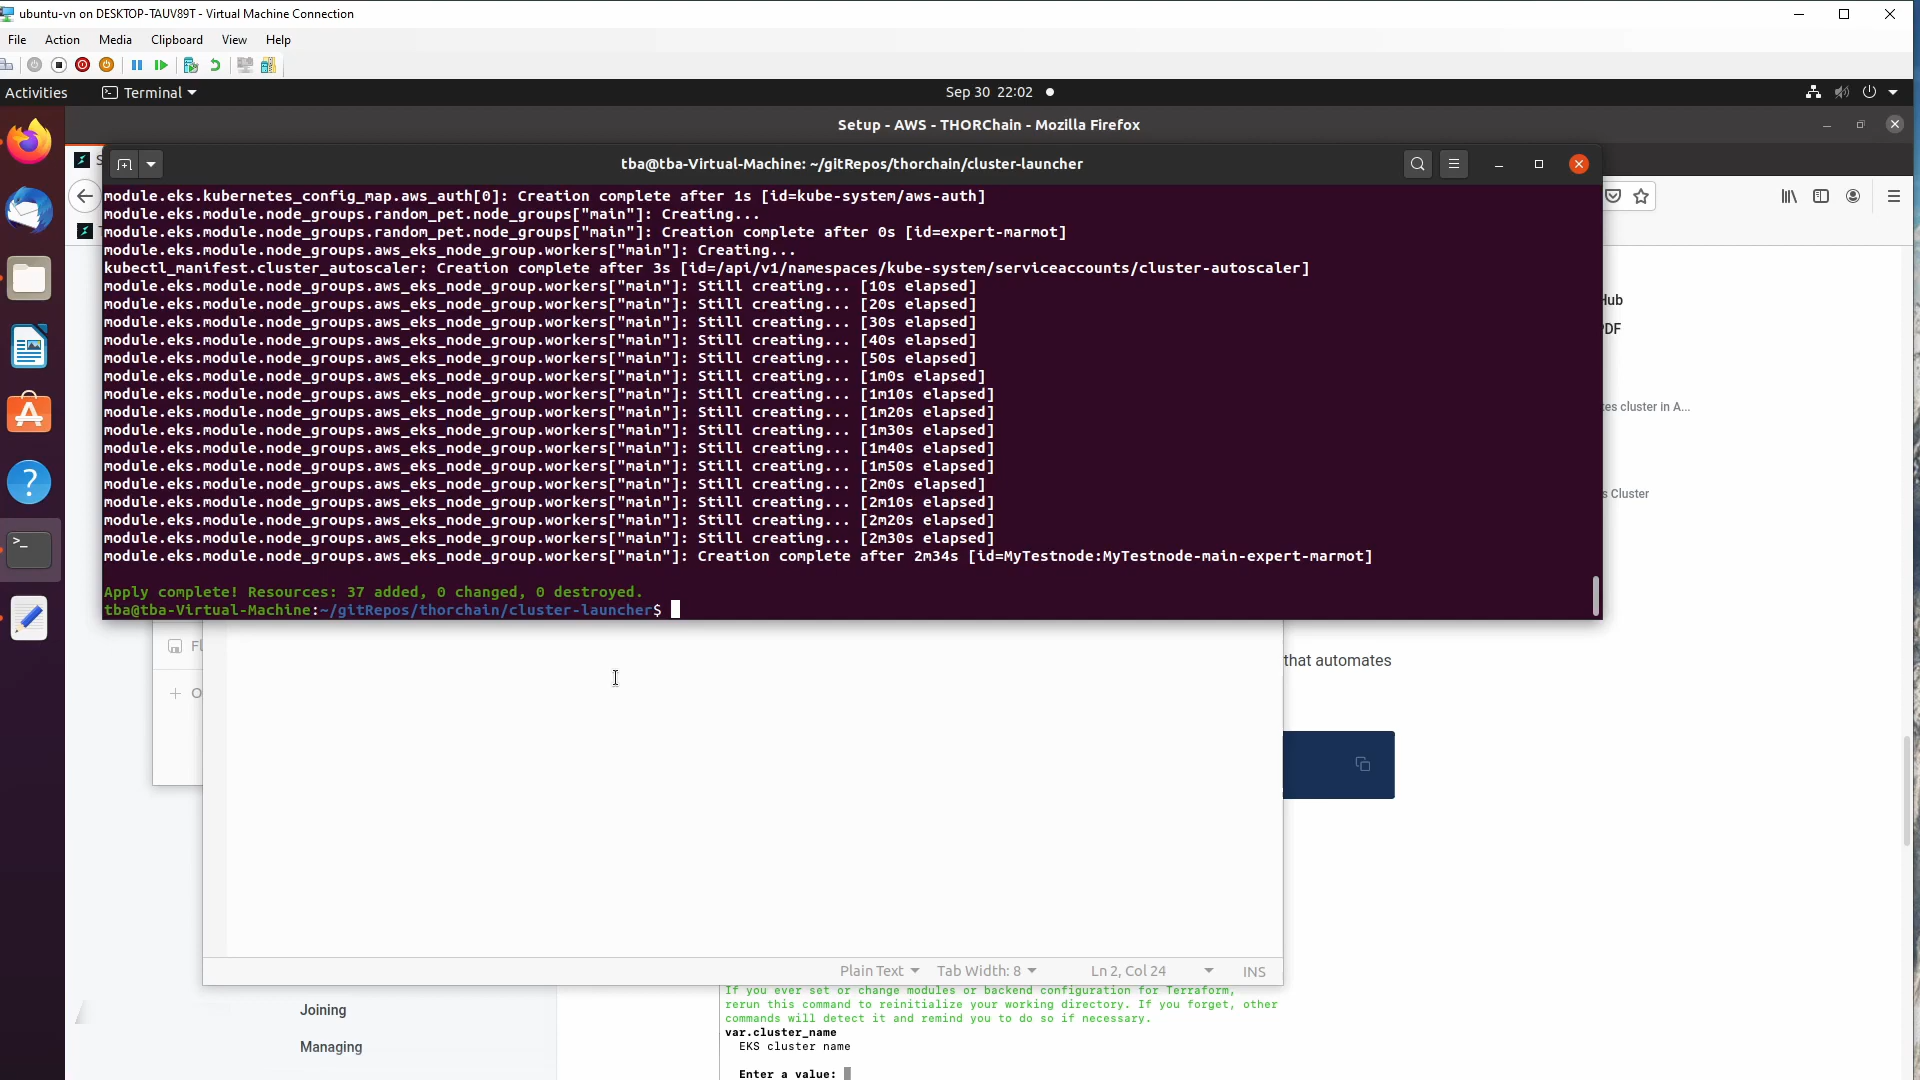 ubuntu-vn on DESKTOP-TAUV89T - Virtual Machine Connection
File Action Media Clipboard View Help
Activities Terminal Sep 30 22:02
Setup - AWS - THORChain - Mozilla Firefox
tba@tba-Virtual-Machine: ~/gitRepos/thorchain/cluster-launcher
module.eks.kubernetes_config_map.aws_auth[0]: Creation complete after 1s [id=kube-system/aws-auth]
module.eks.module.node_groups.random_pet.node_groups["main"]: Creating...
module.eks.module.node_groups.random_pet.node_groups["main"]: Creation complete after 0s [id=expert-marmot]
module.eks.module.node_groups.aws_eks_node_group.workers["main"]: Creating...
kubectl_manifest.cluster_autoscaler: Creation complete after 3s [id=/api/v1/namespaces/kube-system/serviceaccounts/cluster-autoscaler]
module.eks.module.node_groups.aws_eks_node_group.workers["main"]: Still creating... [10s elapsed]
module.eks.module.node_groups.aws_eks_node_group.workers["main"]: Still creating... [20s elapsed]
module.eks.module.node_groups.aws_eks_node_group.workers["main"]: Still creating... [30s elapsed]
module.eks.module.node_groups.aws_eks_node_group.workers["main"]: Still creating... [40s elapsed]
module.eks.module.node_groups.aws_eks_node_group.workers["main"]: Still creating... [50s elapsed]
module.eks.module.node_groups.aws_eks_node_group.workers["main"]: Still creating... [1m0s elapsed]
module.eks.module.node_groups.aws_eks_node_group.workers["main"]: Still creating... [1m10s elapsed]
module.eks.module.node_groups.aws_eks_node_group.workers["main"]: Still creating... [1m20s elapsed]
module.eks.module.node_groups.aws_eks_node_group.workers["main"]: Still creating... [1m30s elapsed]
module.eks.module.node_groups.aws_eks_node_group.workers["main"]: Still creating... [1m40s elapsed]
module.eks.module.node_groups.aws_eks_node_group.workers["main"]: Still creating... [1m50s elapsed]
module.eks.module.node_groups.aws_eks_node_group.workers["main"]: Still creating... [2m0s elapsed]
module.eks.module.node_groups.aws_eks_node_group.workers["main"]: Still creating... [2m10s elapsed]
module.eks.module.node_groups.aws_eks_node_group.workers["main"]: Still creating... [2m20s elapsed]
module.eks.module.node_groups.aws_eks_node_group.workers["main"]: Still creating... [2m30s elapsed]
module.eks.module.node_groups.aws_eks_node_group.workers["main"]: Creation complete after 2m34s [id=MyTestnode:MyTestnode-main-expert-marmot]
Apply complete! Resources: 37 added, 0 changed, 0 destroyed.
tba@tba-Virtual-Machine:~/gitRepos/thorchain/cluster-launcher$
Hub
PDF
tes cluster in A...
s Cluster
that automates
Plain Text Tab Width: 8 Ln 2, Col 24 INS
If you ever set or change modules or backend configuration for Terraform,
rerun this command to reinitialize your working directory. If you forget, other
commands will detect it and remind you to do so if necessary.
var.cluster_name
EKS cluster name
Enter a value:
Joining
Managing